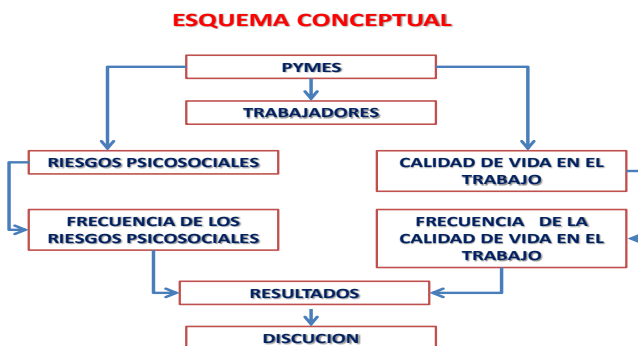 ESQUEMA CONCEPTUAL
PYMES
TRABAJADORES
RIESGOS PSICOSOCIALES
CALIDAD DE VIDA EN EL
TRABAJO
FRECUENCIA DE LOS
RIESGOS PSICOSOCIALES
FRECUENCIA DE LA
CALIDAD DE VIDA EN EL
TRABAJO
RESULTADOS
DISCUCION